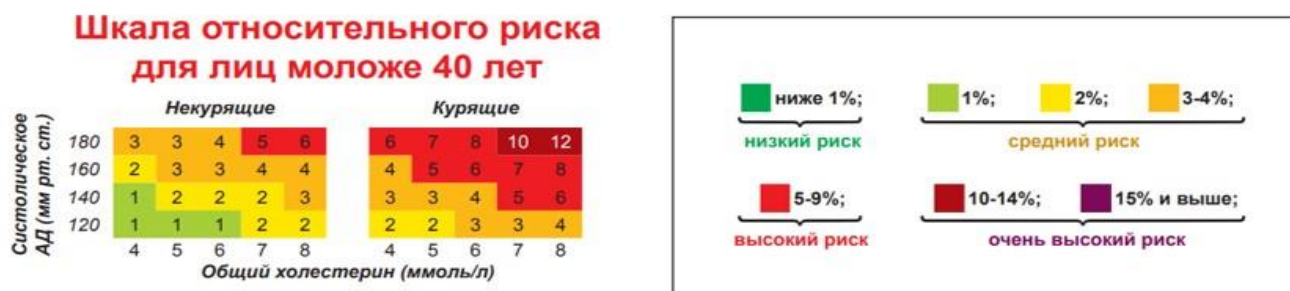 Шкала относительного риска
для лиц моложе 40 лет
Некурящие Курящие
Систолическое
АД (мм рт. ст.)
180 3 3 4 5 6 6 7 8 10 12
160 2 3 3 4 4 4 5 6 7 8
140 1 2 2 2 3 3 3 4 5 6
120 1 1 1 2 2 2 2 3 3 4
4 5 6 7 8 4 5 6 7 8
Общий холестерин (ммоль/л)
ниже 1%; 1%; 2%; 3-4%;
низкий риск средний риск
5-9%; 10-14%; 15% и выше;
высокий риск очень высокий риск